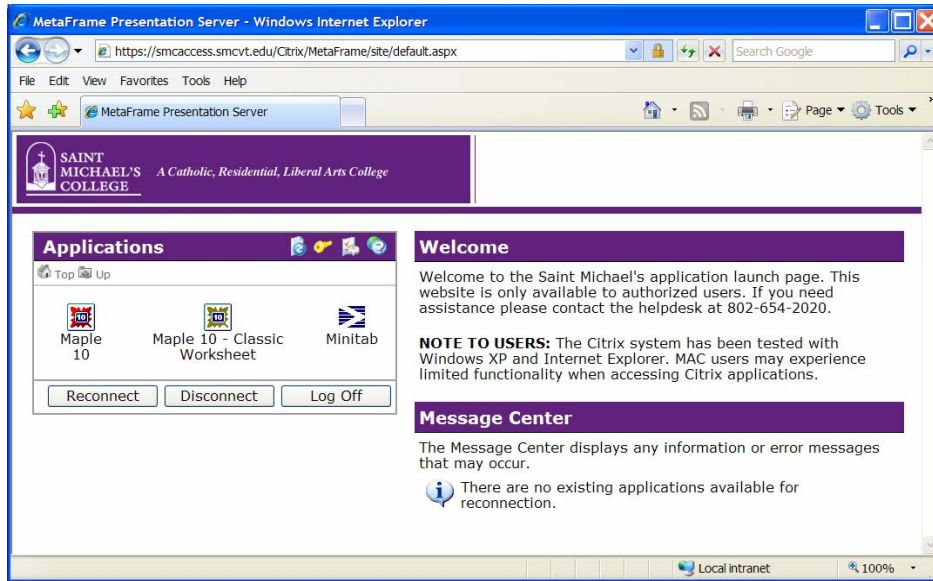 MetaFrame Presentation Server - Windows Internet Explorer
https://smcaccess.smcvt.edu/Citrix/MetaFrame/site/default.aspx
Search Google
File Edit View Favorites Tools Help
MetaFrame Presentation Server
Page Tools
SAINT
MICHAEL'S
COLLEGE
A Catholic, Residential, Liberal Arts College
Applications
Top Up
10
Maple
10
10
Maple 10 - Classic
Worksheet
Minitab
Reconnect Disconnect Log Off
Welcome
Welcome to the Saint Michael's application launch page. This
website is only available to authorized users. If you need
assistance please contact the helpdesk at 802-654-2020.
NOTE TO USERS: The Citrix system has been tested with
Windows XP and Internet Explorer. MAC users may experience
limited functionality when accessing Citrix applications.
Message Center
The Message Center displays any information or error messages
that may occur.
There are no existing applications available for
reconnection.
Local intranet 100%